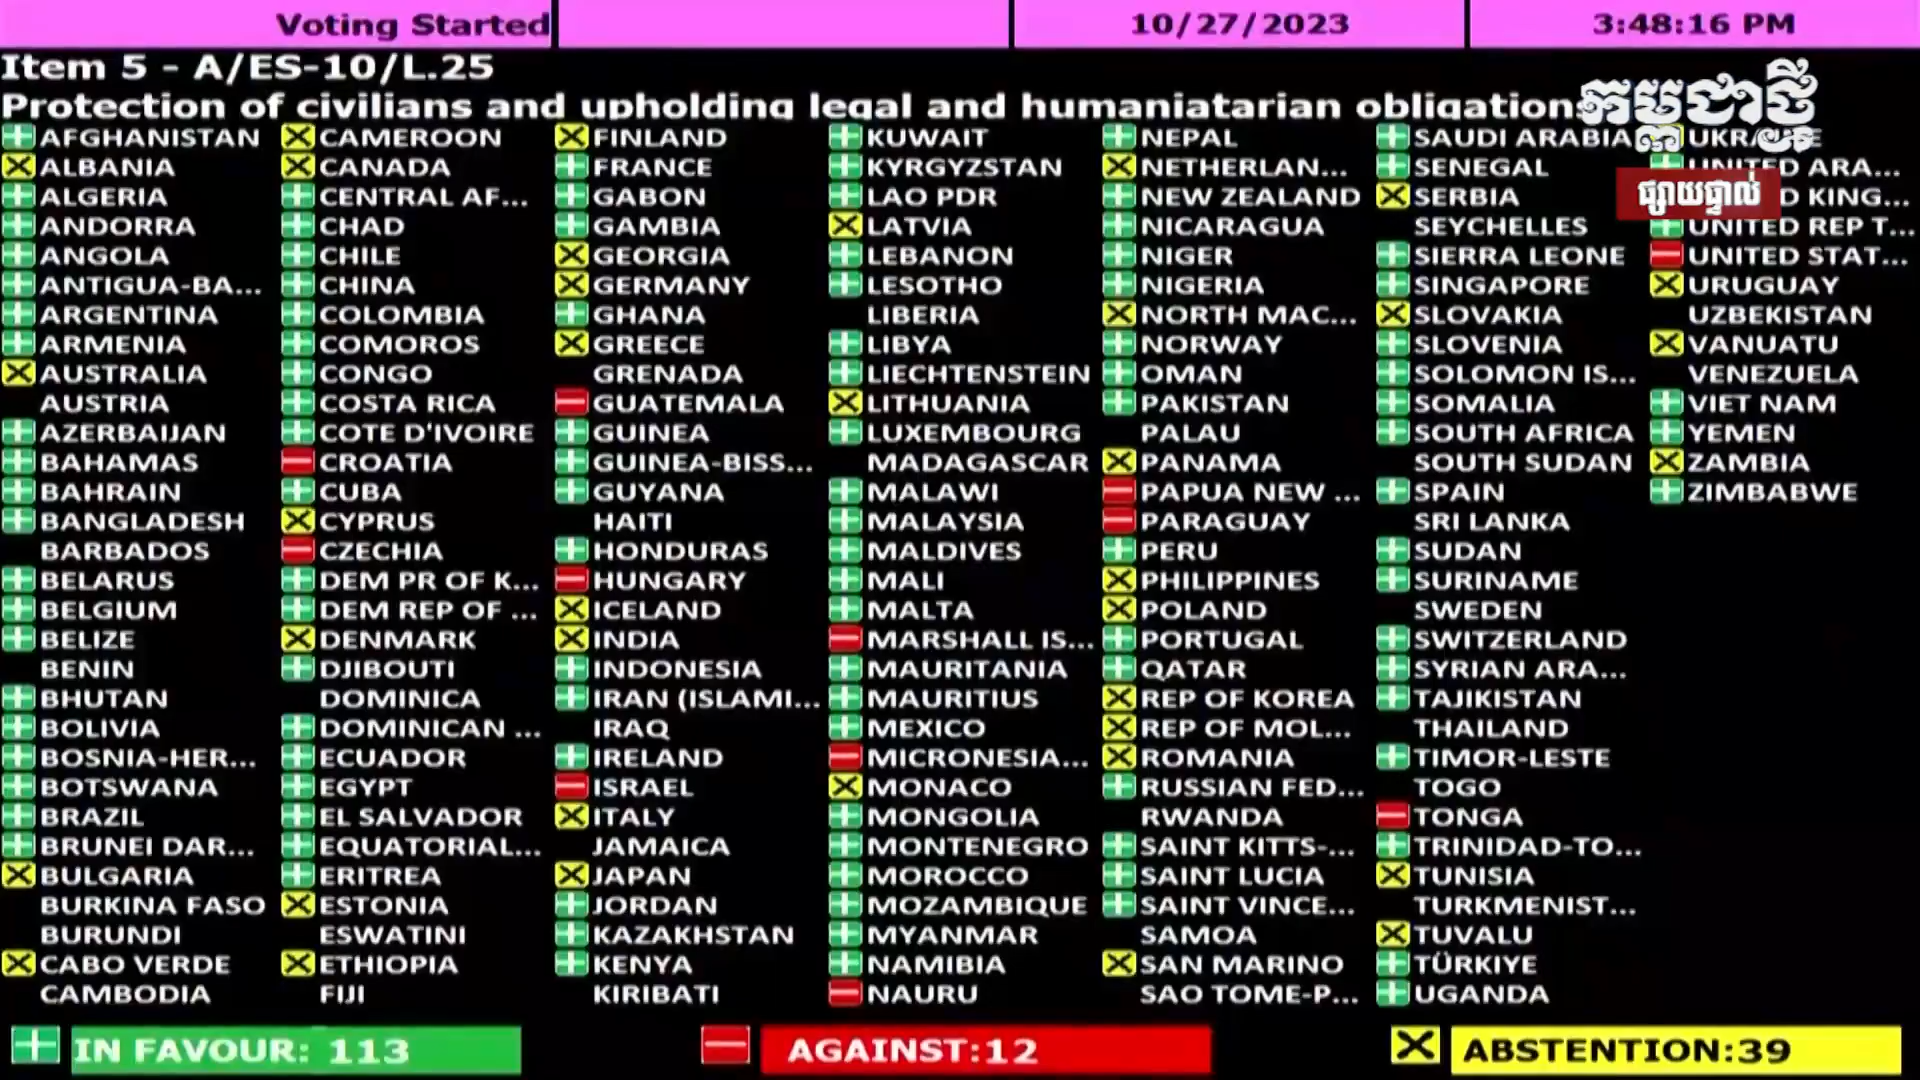 Voting Started 10/27/2023 3:48:16 PM
Item 5 - A/ES-10/L.25
Protection of civilians and upholding legal and humaniatarian obligation
កម្ពុជាថ្មី
ផ្សាយផ្ទាល់
AFGHANISTAN
ALBANIA
ALGERIA
ANDORRA
ANGOLA
ANTIGUA-BA...
ARGENTINA
ARMENIA
AUSTRALIA
AUSTRIA
AZERBAIJAN
BAHAMAS
BAHRAIN
BANGLADESH
BARBADOS
BELARUS
BELGIUM
BELIZE
BENIN
BHUTAN
BOLIVIA
BOSNIA-HER...
BOTSWANA
BRAZIL
BRUNEI DAR...
BULGARIA
BURKINA FASO
BURUNDI
CABO VERDE
CAMBODIA
CAMEROON
CANADA
CENTRAL AF...
CHAD
CHILE
CHINA
COLOMBIA
COMOROS
CONGO
COSTA RICA
COTE D'IVOIRE
CROATIA
CUBA
CYPRUS
CZECHIA
DEM PR OF K...
DEM REP OF ...
DENMARK
DJIBOUTI
DOMINICA
DOMINICAN ...
ECUADOR
EGYPT
EL SALVADOR
EQUATORIAL...
ERITREA
ESTONIA
ESWATINI
ETHIOPIA
FIJI
FINLAND
FRANCE
GABON
GAMBIA
GEORGIA
GERMANY
GHANA
GREECE
GRENADA
GUATEMALA
GUINEA
GUINEA-BISS...
GUYANA
HAITI
HONDURAS
HUNGARY
ICELAND
INDIA
INDONESIA
IRAN (ISLAMI...
IRAQ
IRELAND
ISRAEL
ITALY
JAMAICA
JAPAN
JORDAN
KAZAKHSTAN
KENYA
KIRIBATI
KUWAIT
KYRGYZSTAN
LAO PDR
LATVIA
LEBANON
LESOTHO
LIBERIA
LIBYA
LIECHTENSTEIN
LITHUANIA
LUXEMBOURG
MADAGASCAR
MALAWI
MALAYSIA
MALDIVES
MALI
MALTA
MARSHALL IS...
MAURITANIA
MAURITIUS
MEXICO
MICRONESIA...
MONACO
MONGOLIA
MONTENEGRO
MOROCCO
MOZAMBIQUE
MYANMAR
NAMIBIA
NAURU
NEPAL
NETHERLAN...
NEW ZEALAND
NICARAGUA
NIGER
NIGERIA
NORTH MAC...
NORWAY
OMAN
PAKISTAN
PALAU
PANAMA
PAPUA NEW ...
PARAGUAY
PERU
PHILIPPINES
POLAND
PORTUGAL
QATAR
REP OF KOREA
REP OF MOL...
ROMANIA
RUSSIAN FED...
RWANDA
SAINT KITTS-...
SAINT LUCIA
SAINT VINCE...
SAMOA
SAN MARINO
SAO TOME-P...
SAUDI ARABIA
SENEGAL
SERBIA
SEYCHELLES
SIERRA LEONE
SINGAPORE
SLOVAKIA
SLOVENIA
SOLOMON IS...
SOMALIA
SOUTH AFRICA
SOUTH SUDAN
SPAIN
SRI LANKA
SUDAN
SURINAME
SWEDEN
SWITZERLAND
SYRIAN ARA...
TAJIKISTAN
THAILAND
TIMOR-LESTE
TOGO
TONGA
TRINIDAD-TO...
TUNISIA
TURKMENIST...
TUVALU
TÜRKIYE
UGANDA
UNITED ARA...
KING...
UNITED REP T...
UNITED STAT...
URUGUAY
UZBEKISTAN
VANUATU
VENEZUELA
VIET NAM
YEMEN
ZAMBIA
ZIMBABWE
IN FAVOUR: 113 AGAINST:12 ABSTENTION:39